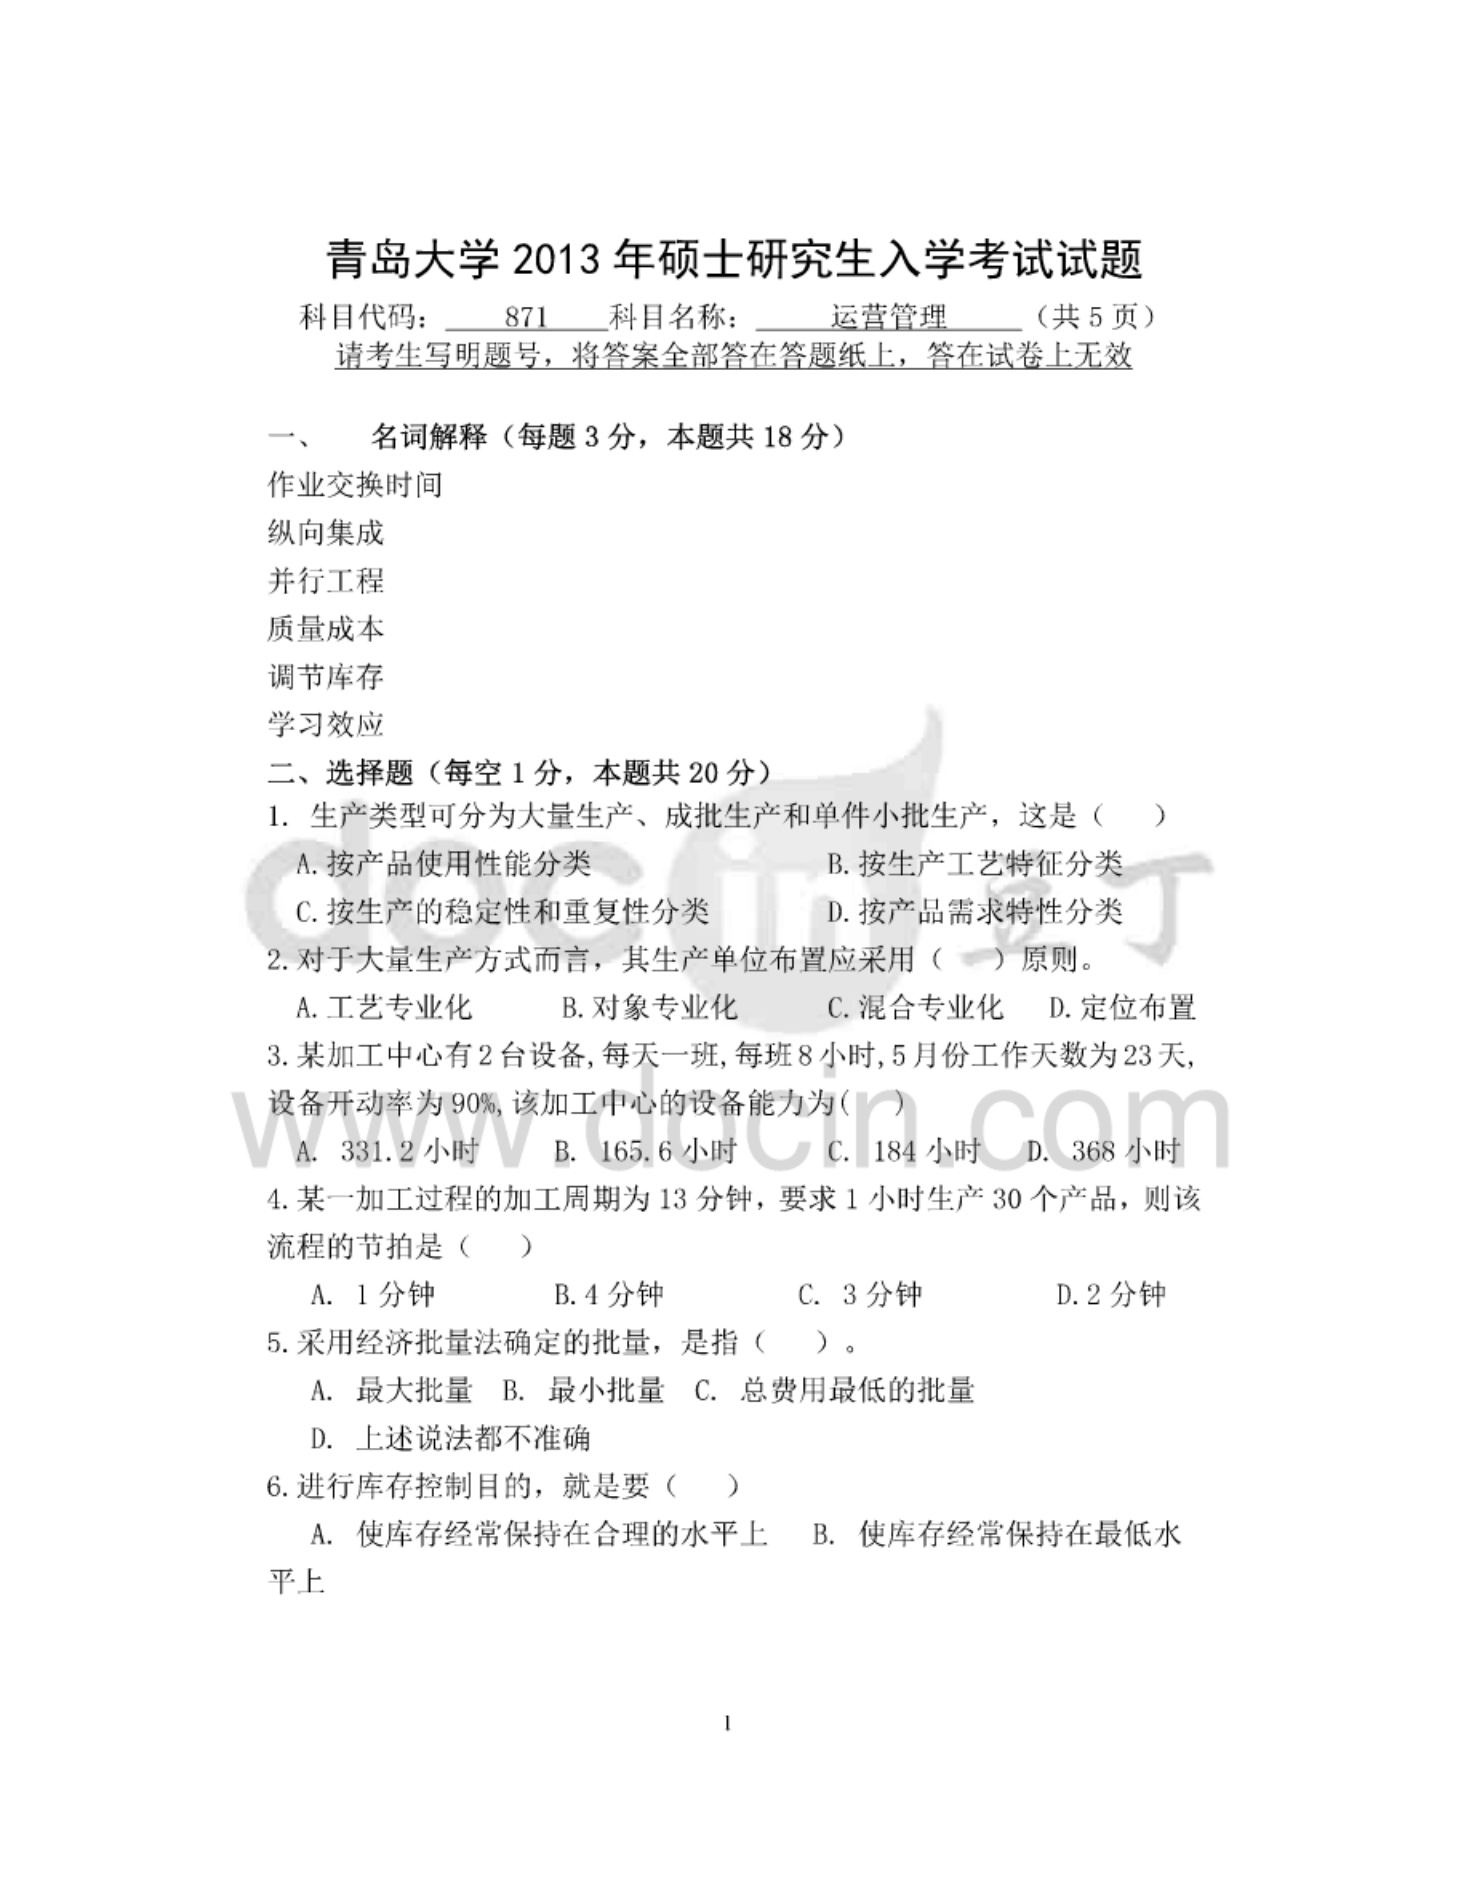 青岛大学 2013 年硕士研究生入学考试试题
科目代码： 871 科目名称： 运营管理 （共 5 页）
请考生写明题号，将答案全部答在答题纸上，答在试卷上无效
一、 名词解释（每题 3 分，本题共 18 分）
作业交换时间
纵向集成
并行工程
质量成本
调节库存
学习效应
二、选择题（每空 1 分，本题共 20 分）
1. 生产类型可分为大量生产、成批生产和单件小批生产，这是（ ）
A.按产品使用性能分类 B.按生产工艺特征分类
C.按生产的稳定性和重复性分类 D.按产品需求特性分类
2.对于大量生产方式而言，其生产单位布置应采用（ ）原则。
A.工艺专业化 B.对象专业化 C.混合专业化 D.定位布置
3.某加工中心有 2 台设备,每天一班,每班 8 小时,5 月份工作天数为 23 天,
设备开动率为 90%,该加工中心的设备能力为( )
A. 331.2 小时 B. 165.6 小时 C. 184 小时 D. 368 小时
4.某一加工过程的加工周期为 13 分钟，要求 1 小时生产 30 个产品，则该
流程的节拍是（ ）
A. 1 分钟 B.4 分钟 C. 3 分钟 D.2 分钟
5.采用经济批量法确定的批量，是指（ ）。
A. 最大批量 B. 最小批量 C. 总费用最低的批量
D. 上述说法都不准确
6.进行库存控制目的，就是要（ ）
A. 使库存经常保持在合理的水平上 B. 使库存经常保持在最低水
平上
1
docin 豆丁
www.docin.com